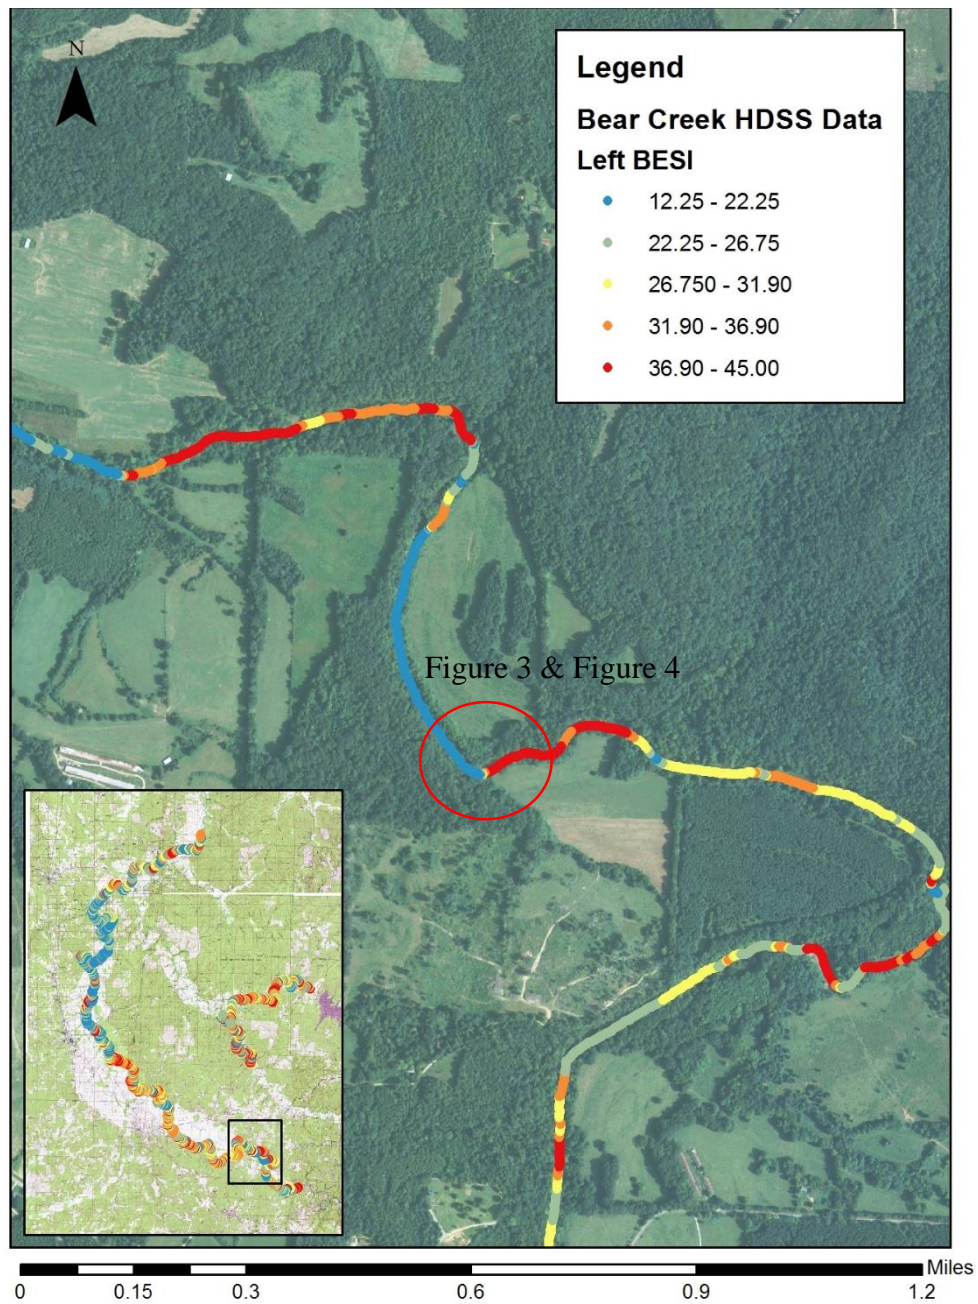 N
Legend
Bear Creek HDSS Data
Left BESI
12.25 - 22.25
22.25 - 26.75
26.750 - 31.90
31.90 - 36.90
36.90 - 45.00
Figure 3 & Figure 4
Miles
0 0.15 0.3 0.6 0.9 1.2